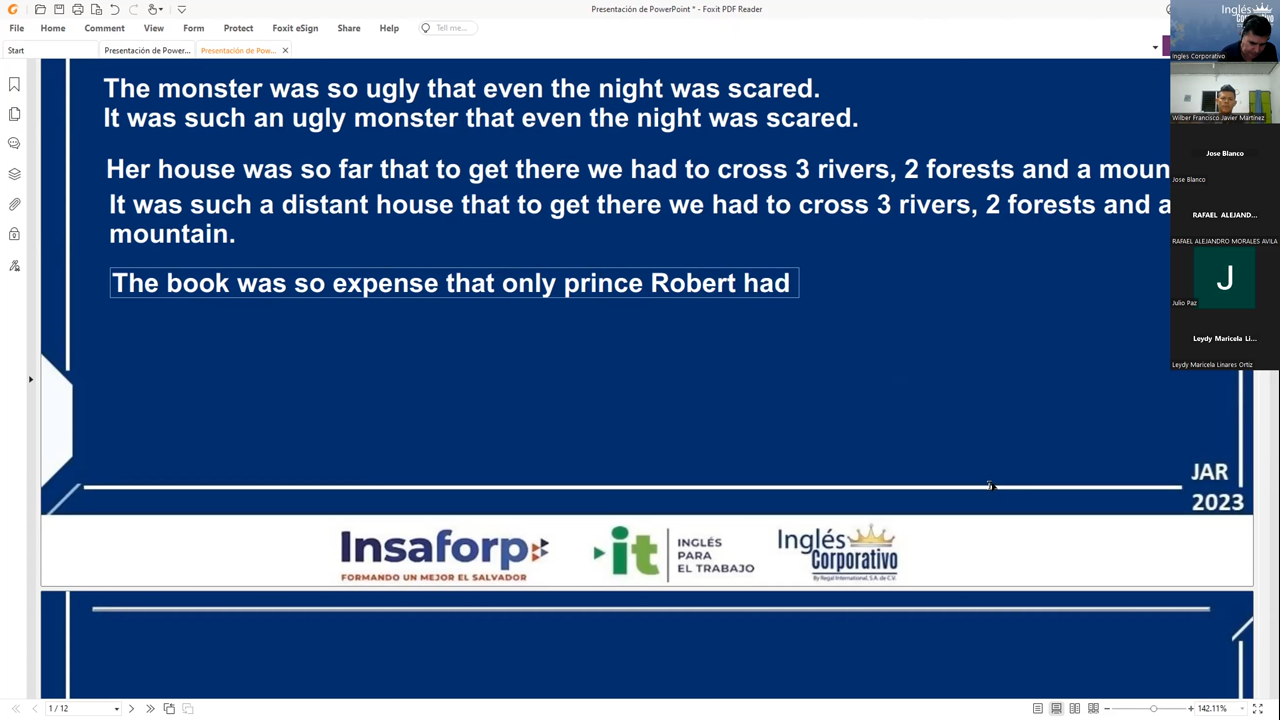 Presentación de PowerPoint * - Foxit PDF Reader
File Home Comment View Form Protect Foxit eSign Share Help Tell me...
Start Presentación de Power... Presentación de Pow...
The monster was so ugly that even the night was scared.
It was such an ugly monster that even the night was scared.
Her house was so far that to get there we had to cross 3 rivers, 2 forests and a moun
It was such a distant house that to get there we had to cross 3 rivers, 2 forests and a
mountain.
The book was so expense that only prince Robert had
JAR
2023
Insaforp
FORMANDO UN MEJOR EL SALVADOR
it
INGLÉS
PARA
EL TRABAJO
Inglés
Corporativo
By Regal International, S.A. de C.V.
1 / 12
142.11%
Inglés
Corporativo
Ingles Corporativo
Wilber Francisco Javier Martínez
Jose Blanco
Jose Blanco
RAFAEL ALEJAND...
RAFAEL ALEJANDRO MORALES AVILA
J
Julio Paz
Leydy Maricela Li...
Leydy Maricela Linares Ortiz